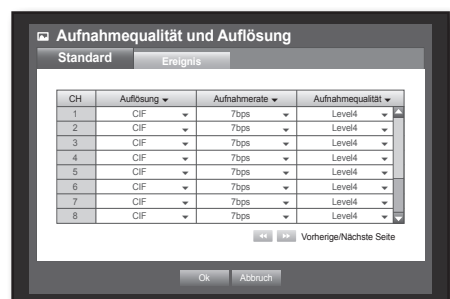 Aufnahmequalität und Auflösung
Standard Ereignis
CH Auflösung Aufnahmerate Aufnahmequalität
1 CIF 7bps Level4
2 CIF 7bps Level4
3 CIF 7bps Level4
4 CIF 7bps Level4
5 CIF 7bps Level4
6 CIF 7bps Level4
7 CIF 7bps Level4
8 CIF 7bps Level4
Vorherige/Nächste Seite
Ok Abbruch